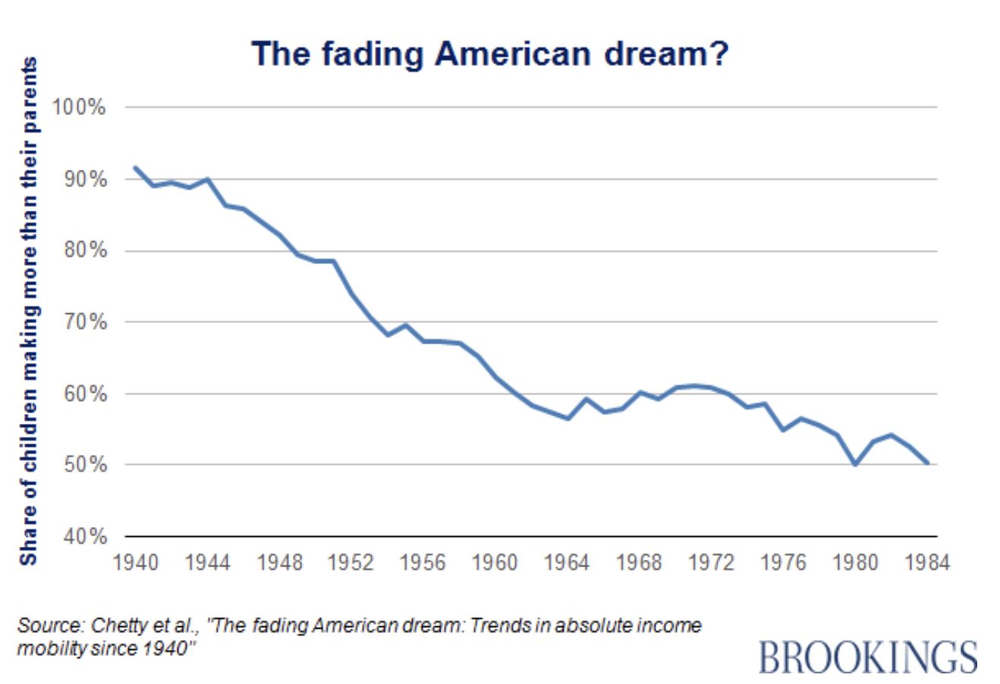 The fading American dream?
Share of children making more than their parents
100%
90%
80%
70%
60%
50%
40%
1940 1944 1948 1952 1956 1960 1964 1968 1972 1976 1980 1984
Source: Chetty et al., "The fading American dream: Trends in absolute income
mobility since 1940"
BROOKINGS